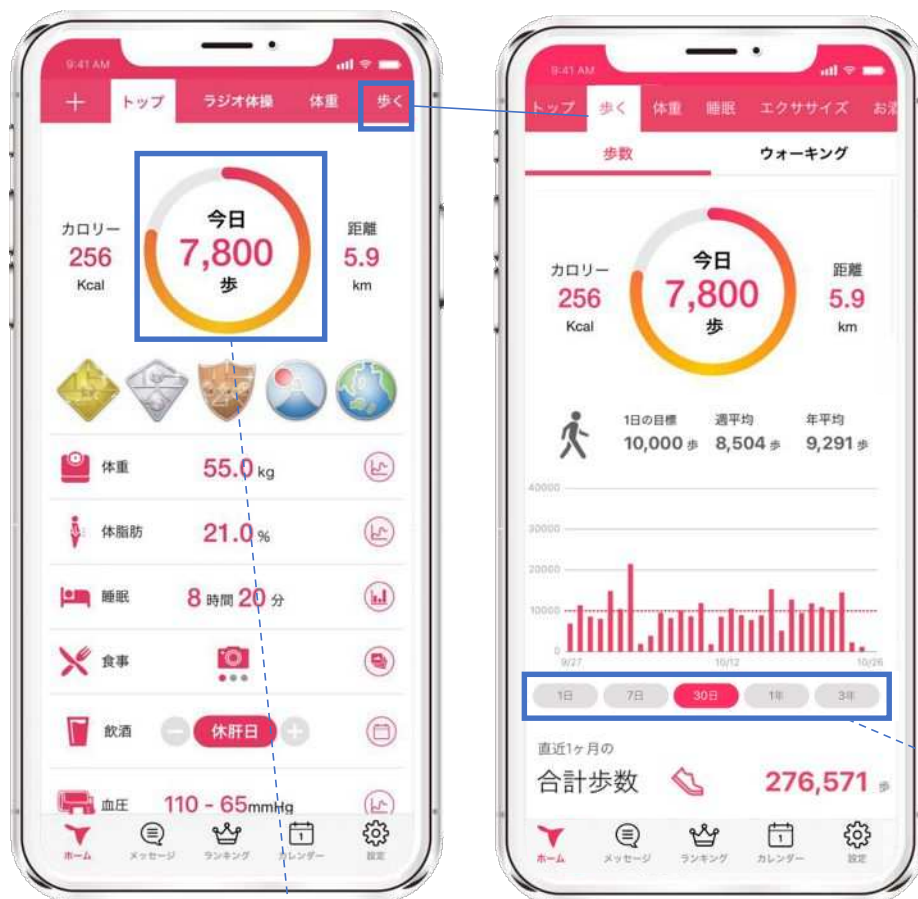 9:41 AM
トップ ラジオ体操 体重 歩く
カロリー
256
Kcal
今日
7,800
歩
距離
5.9
km
体重 55.0 kg
体脂肪 21.0 %
睡眠 8 時間 20 分
食事
飲酒 休肝日
血圧 110 - 65mmHg
ホーム メッセージ ランキング カレンダー 設定
9:41 AM
トップ 歩く 体重 睡眠 エクササイズ お酒
歩数 ウォーキング
カロリー
256
Kcal
今日
7,800
歩
距離
5.9
km
1日の目標 週平均 年平均
10,000 歩 8,504 歩 9,291 歩
40000
30000
20000
10000
0
9/27 10/12 10/26
1日 7日 30日 1年 3年
直近1ヶ月の
合計歩数 276,571 歩
ホーム メッセージ ランキング カレンダー 設定